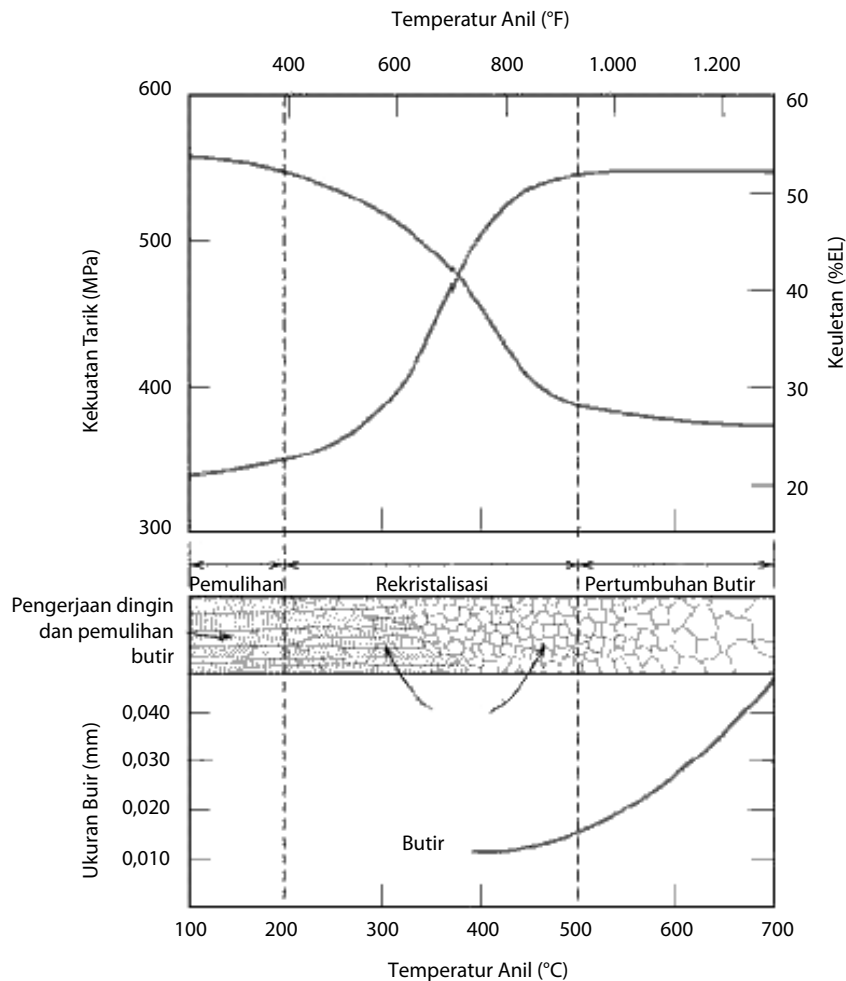 Temperatur Anil (°F)
400 600 800 1.000 1.200
600
500
400
300
Kekuatan Tarik (MPa)
60
50
40
30
20
Keuletan (%EL)
Pemulihan Rekristalisasi Pertumbuhan Butir
Pengerjaan dingin
dan pemulihan
butir
0,040
0,030
0,020
0,010
Ukuran Buir (mm)
Butir
100 200 300 400 500 600 700
Temperatur Anil (°C)